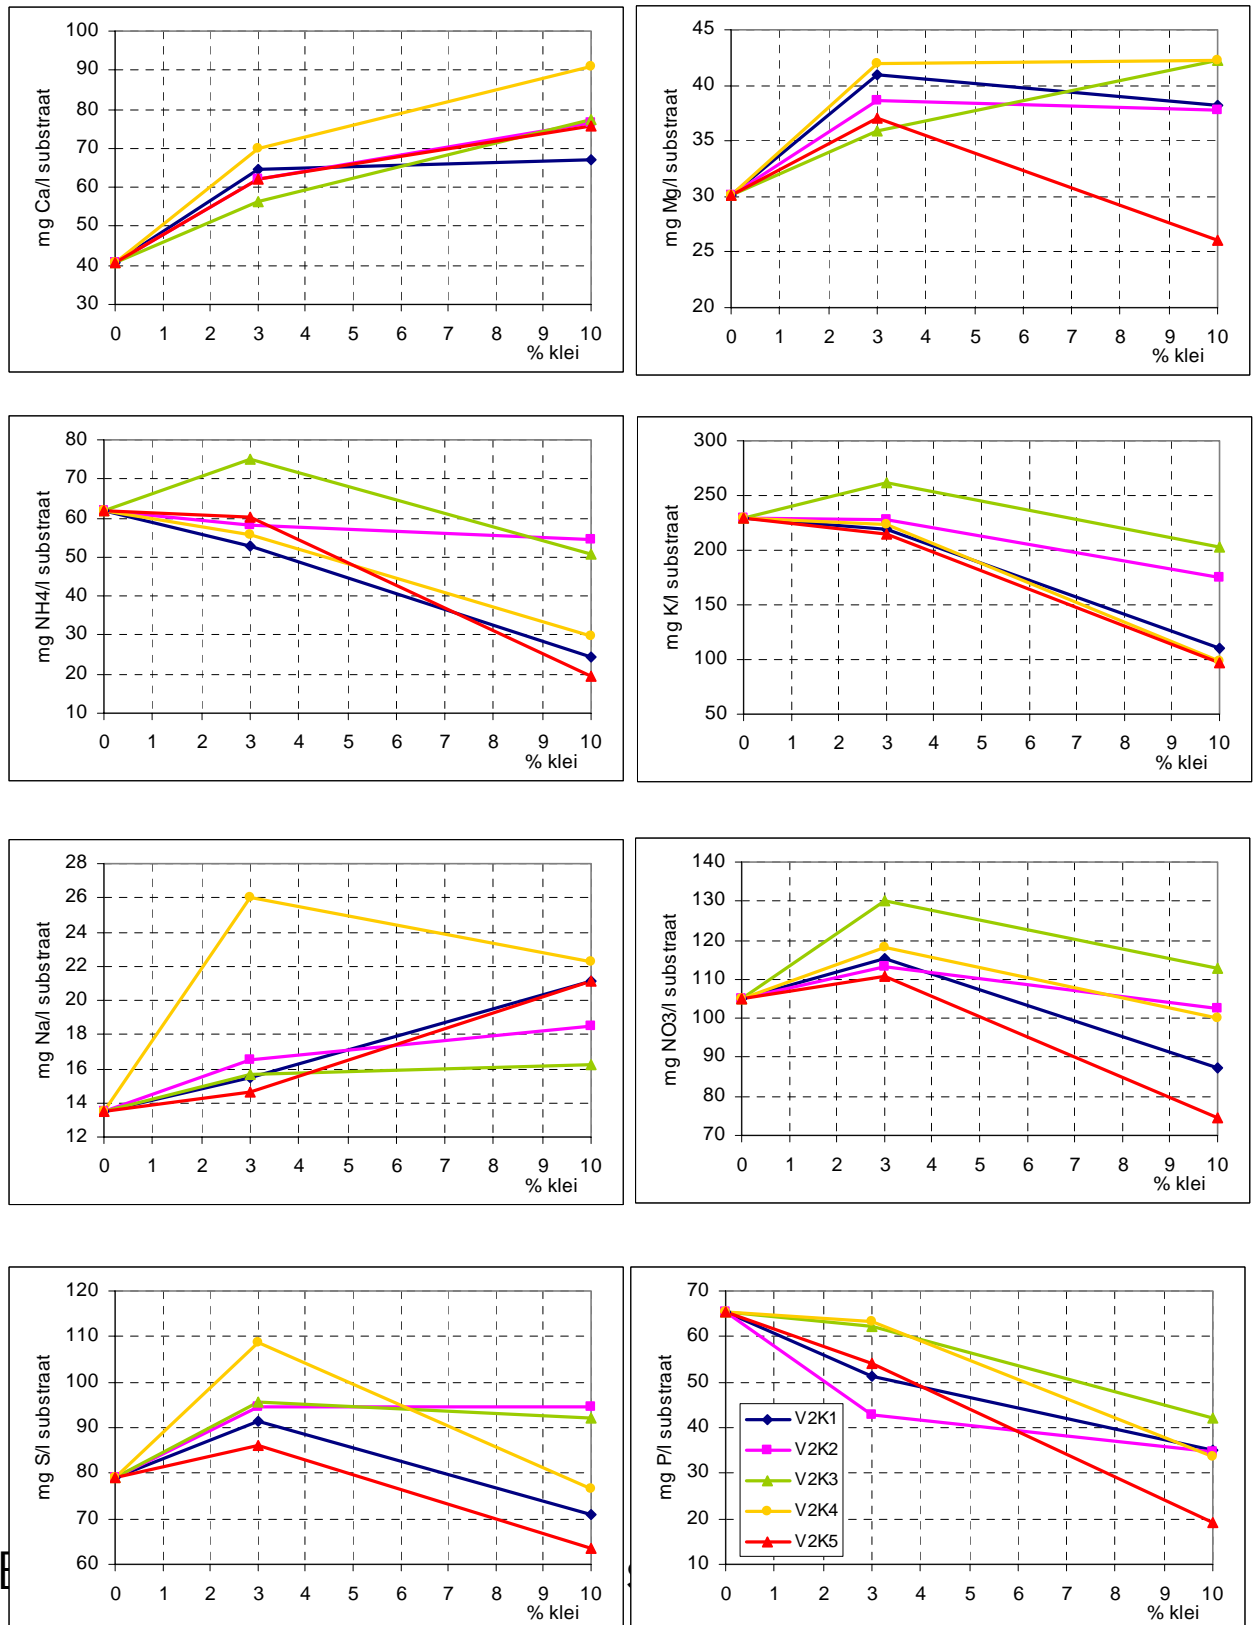 mg Ca/l substraat
100
90
80
70
60
50
40
30
0 1 2 3 4 5 6 7 8 9 10
% klei
mg Mg/l substraat
45
40
35
30
25
20
0 1 2 3 4 5 6 7 8 9 10
% klei
mg NH4/l substraat
80
70
60
50
40
30
20
10
0 1 2 3 4 5 6 7 8 9 10
% klei
mg K/l substraat
300
250
200
150
100
50
0 1 2 3 4 5 6 7 8 9 10
% klei
mg Na/l substraat
28
26
24
22
20
18
16
14
12
0 1 2 3 4 5 6 7 8 9 10
% klei
mg NO3/l substraat
140
130
120
110
100
90
80
70
0 1 2 3 4 5 6 7 8 9 10
% klei
mg S/l substraat
120
110
100
90
80
70
60
0 1 2 3 4 5 6 7 8 9 10
% klei
mg P/l substraat
70
60
50
40
30
20
10
0 1 2 3 4 5 6 7 8 9 10
% klei
V2K1
V2K2
V2K3
V2K4
V2K5